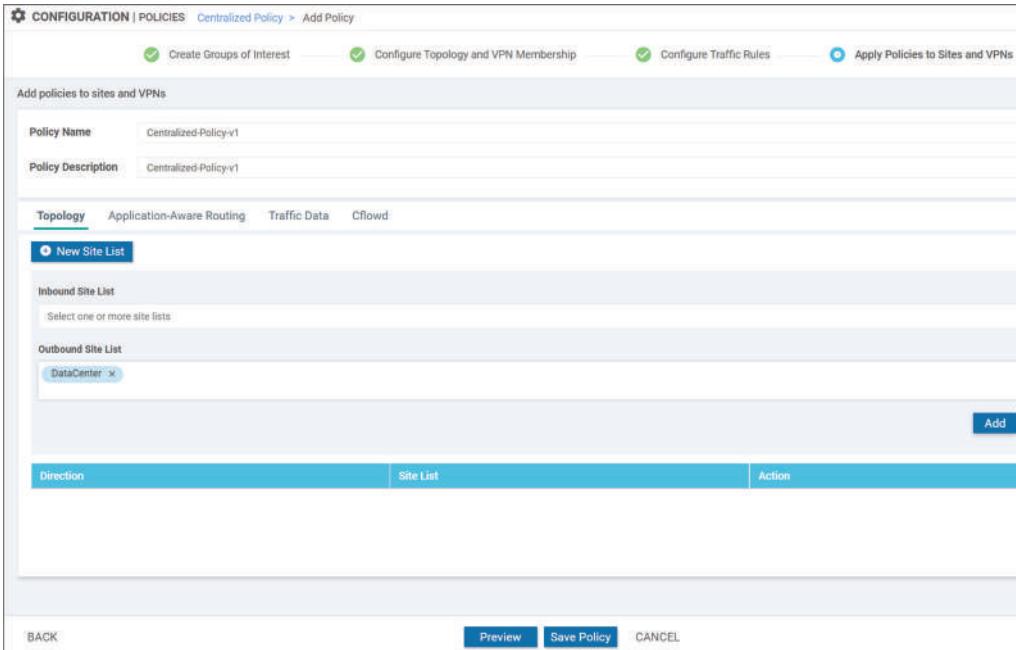 CONFIGURATION | POLICIES Centralized Policy > Add Policy
Create Groups of Interest Configure Topology and VPN Membership Configure Traffic Rules Apply Policies to Sites and VPNs
Add policies to sites and VPNs
Policy Name Centralized-Policy-v1
Policy Description Centralized-Policy-v1
Topology Application-Aware Routing Traffic Data Cflowd
New Site List
Inbound Site List
Select one or more site lists
Outbound Site List
DataCenter ×
Add
Direction Site List Action
BACK Preview Save Policy CANCEL